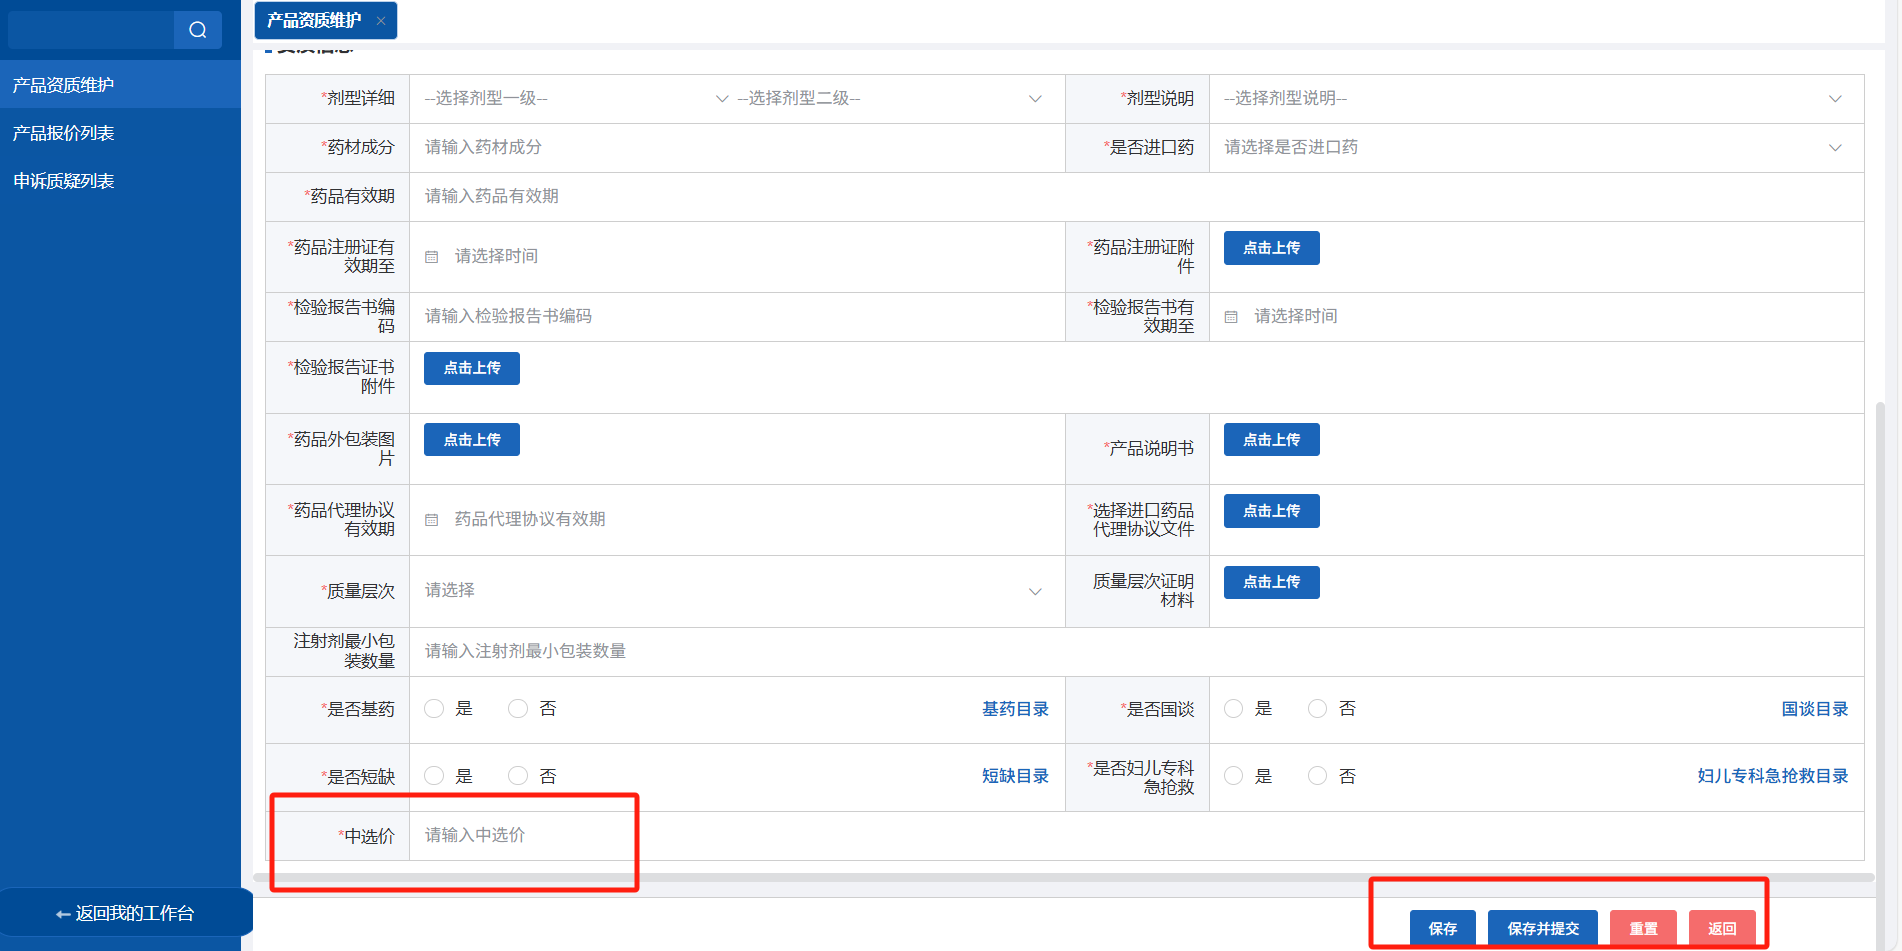 产品资质维护 ×
产品资质维护
产品报价列表
申诉质疑列表
*剂型详细 --选择剂型一级-- --选择剂型二级-- *剂型说明 --选择剂型说明--
*药材成分 请输入药材成分 *是否进口药 请选择是否进口药
*药品有效期 请输入药品有效期
*药品注册证有
效期至
请选择时间
*药品注册证附
件
点击上传
*检验报告书编
码
请输入检验报告书编码
*检验报告书有
效期至
请选择时间
*检验报告证书
附件
点击上传
*药品外包装图
片
点击上传
*产品说明书
点击上传
*药品代理协议
有效期
药品代理协议有效期
*选择进口药品
代理协议文件
点击上传
*质量层次 请选择
质量层次证明
材料
点击上传
注射剂最小包
装数量
请输入注射剂最小包装数量
*是否基药 是 否 基药目录 *是否国谈 是 否 国谈目录
*是否短缺 是 否 短缺目录
*是否妇儿专科
急抢救
是 否 妇儿专科急抢救目录
*中选价 请输入中选价
←返回我的工作台
保存 保存并提交 重置 返回